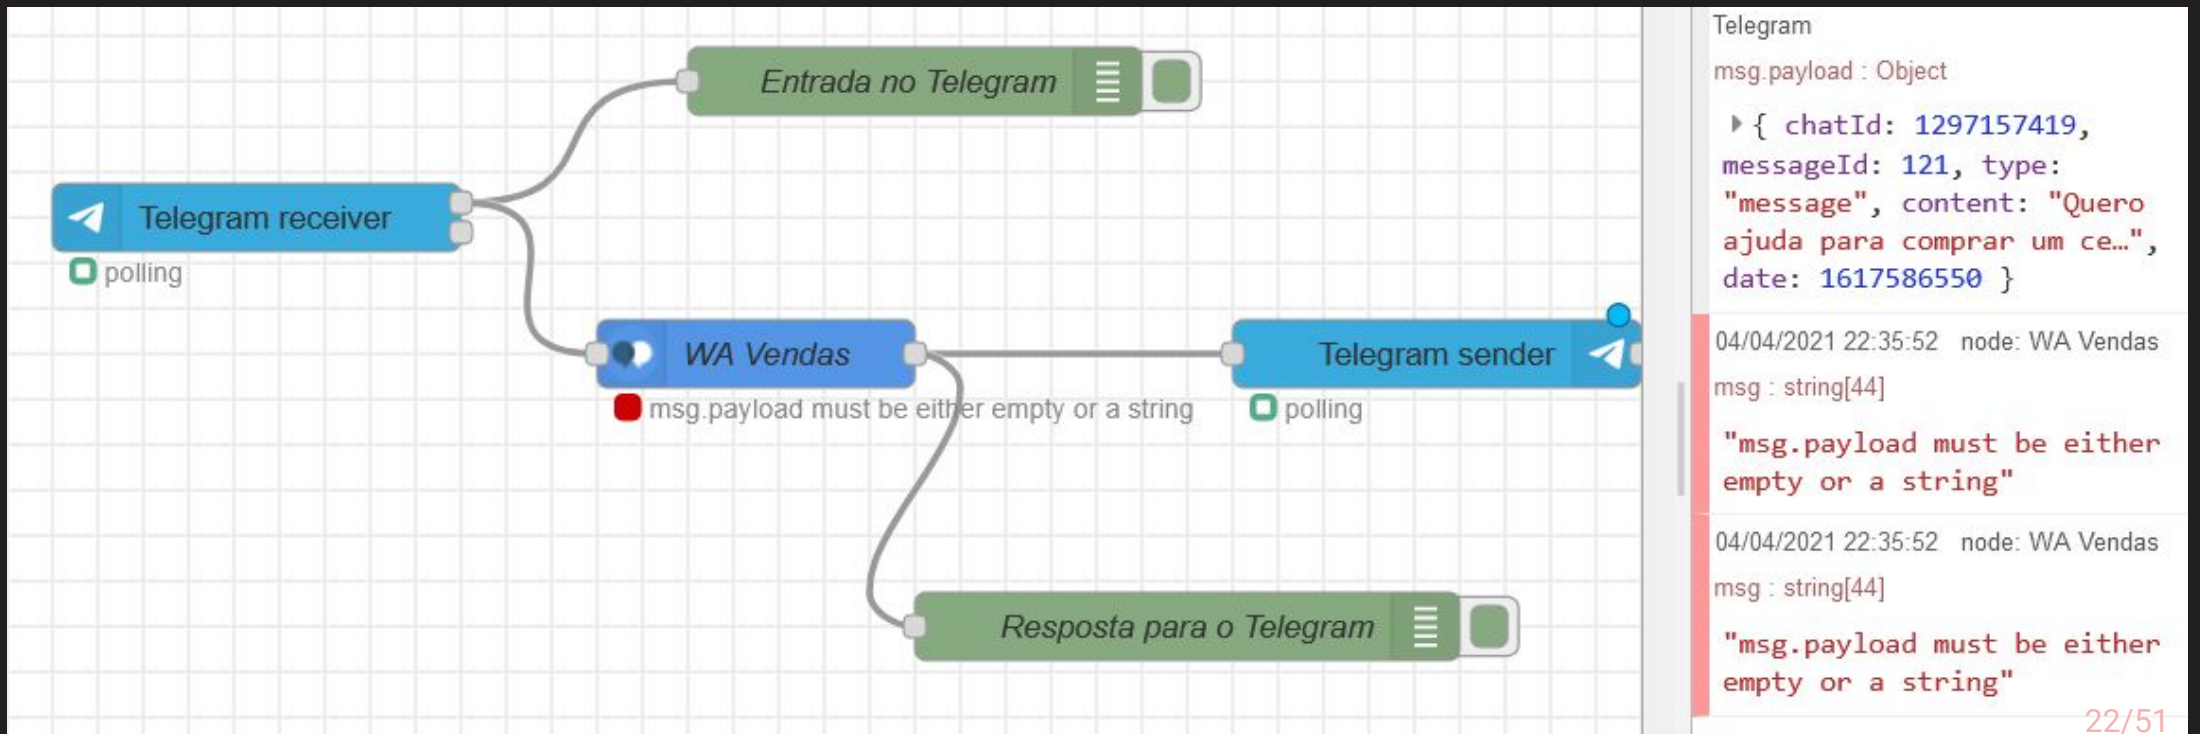 Entrada no Telegram
Telegram receiver
polling
WA Vendas
msg.payload must be either empty or a string
Telegram sender
polling
Resposta para o Telegram
Telegram
msg.payload : Object
{ chatId: 1297157419,
messageId: 121, type:
"message", content: "Quero
ajuda para comprar um ce…",
date: 1617586550 }
04/04/2021 22:35:52 node: WA Vendas
msg : string[44]
"msg.payload must be either
empty or a string"
04/04/2021 22:35:52 node: WA Vendas
msg : string[44]
"msg.payload must be either
empty or a string"
22/51